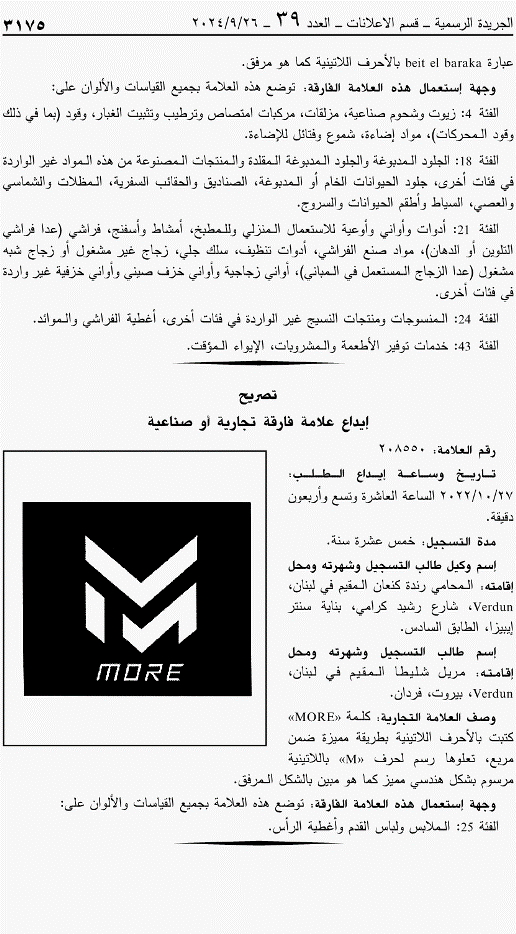 الجريدة الرسمية ــ قسم الاعلانات ــ العدد ٣٩ ــ ٢٠٢٤/٩/٢٦
٣١٧٥
عبارة beit el baraka بالأحرف اللاتينية كما هو مرفق.
وجهة إستعمال هذه العلامة الفارقة: توضع هذه العلامة بجميع القياسات والألوان على:
الفئة 4: زيوت وشحوم صناعية، مزلقات، مركبات امتصاص وترطيب وتثبيت الغبار، وقود (بما في ذلك
وقود المحركات)، مواد إضاءة، شموع وفتائل للإضاءة.
الفئة 18: الجلود المدبوغة والجلود المدبوغة المقلدة والمنتجات المصنوعة من هذه المواد غير الواردة
في فئات أخرى، جلود الحيوانات الخام أو المدبوغة، الصناديق والحقائب السفرية، المظلات والشماسي
والعصي، السياط وأطقم الحيوانات والسروج.
الفئة 21: أدوات وأواني وأوعية للاستعمال المنزلي وللمطبخ، أمشاط وأسفنج، فراشي (عدا فراشي
التلوين أو الدهان)، مواد صنع الفراشي، أدوات تنظيف، سلك جلي، زجاج غير مشغول أو زجاج شبه
مشغول (عدا الزجاج المستعمل في المباني)، أواني زجاجية وأواني خزف صيني وأواني خزفية غير واردة
في فئات أخرى.
الفئة 24: المنسوجات ومنتجات النسيج غير الواردة في فئات أخرى، أغطية الفراشي والموائد.
الفئة 43: خدمات توفير الأطعمة والمشروبات، الإيواء المؤقت.
تصريح
إيداع علامة فارقة تجارية أو صناعية
رقم العلامة: ٢٠٨٥٥٠
تاريخ وساعة إيداع الطلب:
٢٠٢٢/١٠/٢٧ الساعة العاشرة وتسع وأربعون
دقيقة.
مدة التسجيل: خمس عشرة سنة.
إسم وكيل طالب التسجيل وشهرته ومحل
إقامته: المحامي رندة كنعان المقيم في لبنان،
Verdun، شارع رشيد كرامي، بناية سنتر
إيبيزا، الطابق السادس.
إسم طالب التسجيل وشهرته ومحل
إقامته: مريل شليطا المقيم في لبنان،
Verdun، بيروت، فردان.
وصف العلامة التجارية: كلمة «MORE»
كتبت بالأحرف اللاتينية بطريقة مميزة ضمن
مربع، تعلوها رسم لحرف «M» باللاتينية
مرسوم بشكل هندسي مميز كما هو مبين بالشكل المرفق.
MORE
وجهة إستعمال هذه العلامة الفارقة: توضع هذه العلامة بجميع القياسات والألوان على:
الفئة 25: الملابس ولباس القدم وأغطية الرأس.